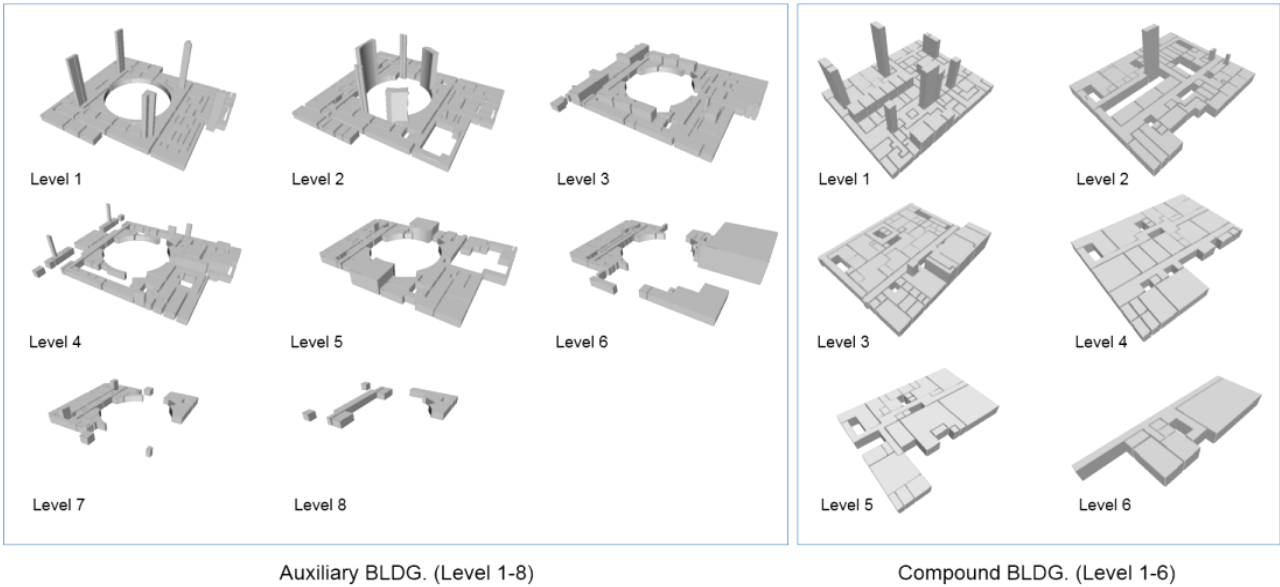 Level 1
Level 2
Level 3
Level 4
Level 5
Level 6
Level 7
Level 8
Auxiliary BLDG. (Level 1-8)
Level 1
Level 2
Level 3
Level 4
Level 5
Level 6
Compound BLDG. (Level 1-6)